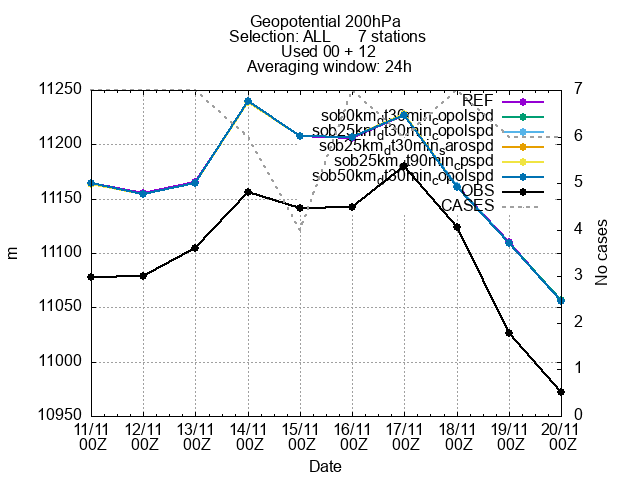 Geopotential 200hPa
Selection: ALL 7 stations
Used 00 + 12
Averaging window: 24h
11250
11200
11150
11100
11050
11000
10950
m
7
6
5
4
3
2
1
0
No cases
REF
sob0km_dt30min_copolspd
sob25km_dt30min_copolspd
sob25km_dt30min_sarospd
sob25km_dt90min_cpspd
sob50km_dt30min_copolspd
OBS
CASES
11/11 12/11 13/11 14/11 15/11 16/11 17/11 18/11 19/11 20/11
00Z 00Z 00Z 00Z 00Z 00Z 00Z 00Z 00Z 00Z
Date